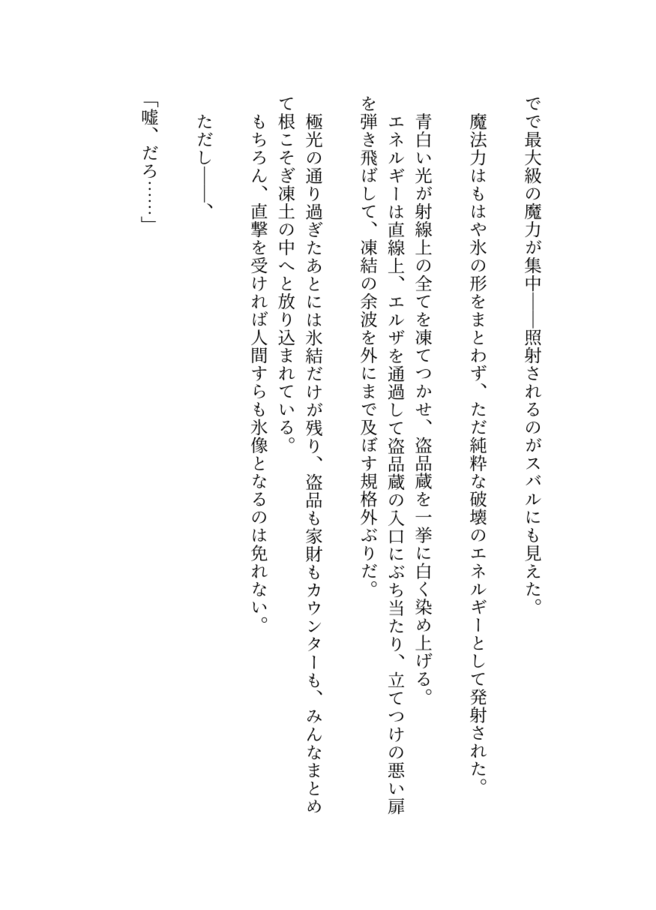 でで最大級の魔力が集中――照射されるのがスバルにも見えた。
魔法力はもはや氷の形をまとわず、ただ純粋な破壊のエネルギーとして発射された。
青白い光が射線上の全てを凍てつかせ、盗品蔵を一挙に白く染め上げる。
エネルギーは直線上、エルザを通過して盗品蔵の入口にぶち当たり、立てつけの悪い扉
を弾き飛ばして、凍結の余波を外にまで及ぼす規格外ぶりだ。
極光の通り過ぎたあとには氷結だけが残り、盗品も家財もカウンターも、みんなまとめ
て根こそぎ凍土の中へと放り込まれている。
もちろん、直撃を受ければ人間すらも氷像となるのは免れない。
ただし――、
「嘘、だろ……」